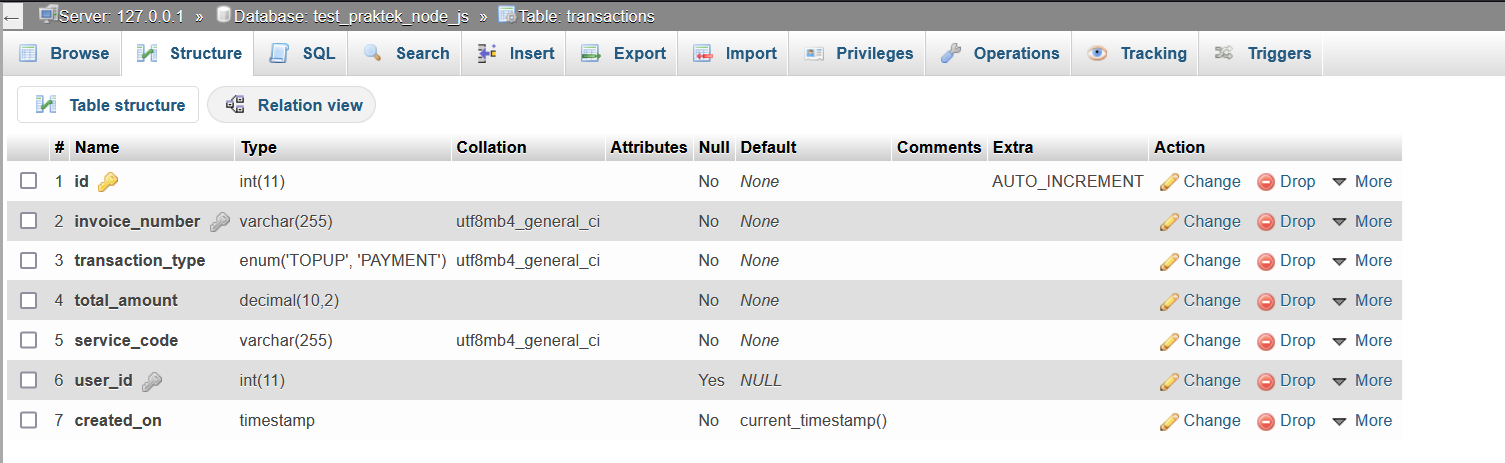 Server: 127.0.0.1 » Database: test_praktek_node_js » Table: transactions
Browse Structure SQL Search Insert Export Import Privileges Operations Tracking Triggers
Table structure Relation view
# Name Type Collation Attributes Null Default Comments Extra Action
1 id int(11) No None AUTO_INCREMENT Change Drop More
2 invoice_number varchar(255) utf8mb4_general_ci No None Change Drop More
3 transaction_type enum('TOPUP', 'PAYMENT') utf8mb4_general_ci No None Change Drop More
4 total_amount decimal(10,2) No None Change Drop More
5 service_code varchar(255) utf8mb4_general_ci No None Change Drop More
6 user_id int(11) Yes NULL Change Drop More
7 created_on timestamp No current_timestamp() Change Drop More